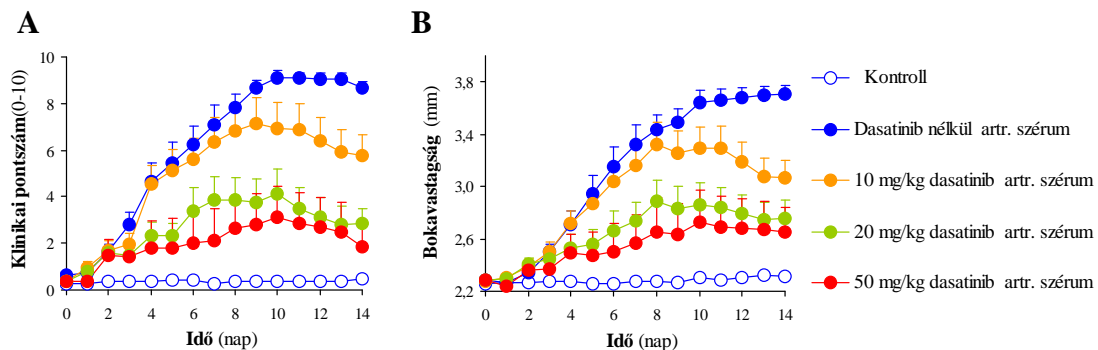 A
Klinikai pontszám(0-10)
10
8
6
4
2
0
0 2 4 6 8 10 12 14
Idő (nap)
B
Bokavastagság (mm)
3,8
3,4
3,0
2,6
2,2
0 2 4 6 8 10 12 14
Idő (nap)
Kontroll
Dasatinib nélkül artr. szérum
10 mg/kg dasatinib artr. szérum
20 mg/kg dasatinib artr. szérum
50 mg/kg dasatinib artr. szérum